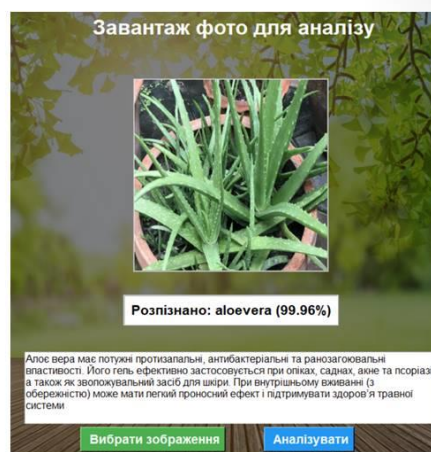 Завантаж фото для аналізу
Розпізнано: aloevera (99.96%)
Алоє вера має потужні протизапальні, антибактеріальні та ранозагоювальні
властивості. Його гель ефективно застосовується при опіках, саднах, акне та псоріазі
а також як зволожувальний засіб для шкіри. При внутрішньому вживанні (з
обережністю) може мати легкий проносний ефект і підтримувати здоров'я травної
системи
Вибрати зображення
Аналізувати